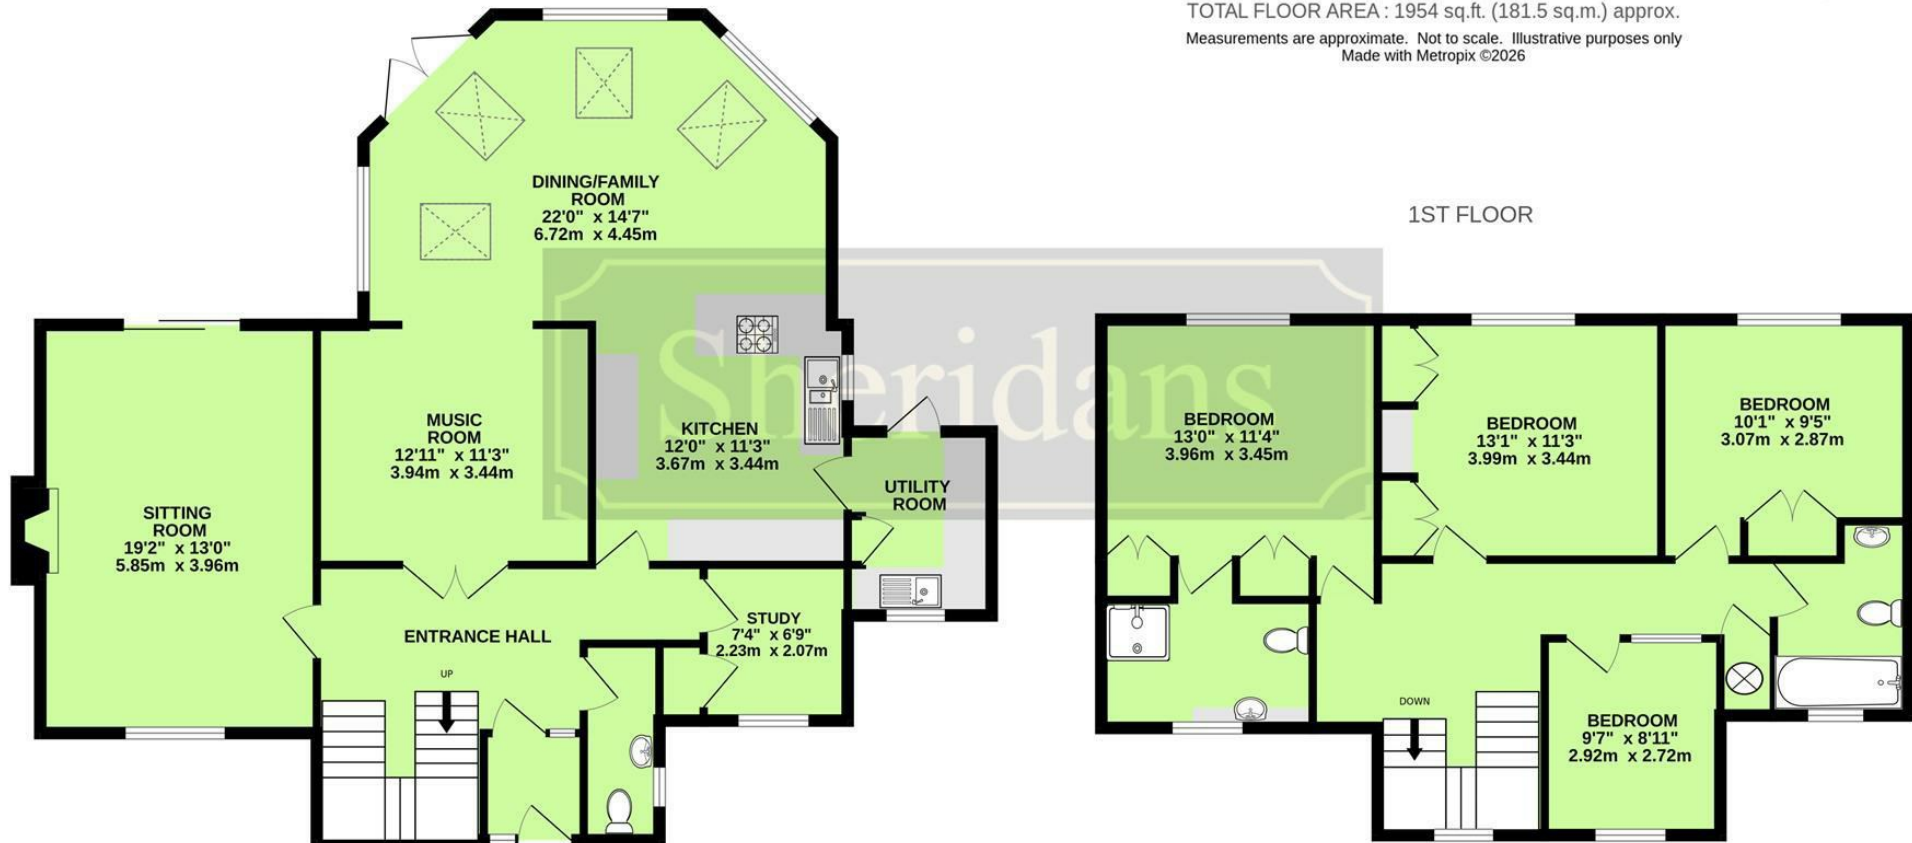 TOTAL FLOOR AREA : 1954 sq.ft. (181.5 sq.m.) approx.
Measurements are approximate.  Not to scale.  Illustrative purposes only
Made with Metropix ©2026
DINING/FAMILY
ROOM
22'0"  x 14'7"
6.72m  x 4.45m
1ST FLOOR
Sheridans
MUSIC
ROOM
12'11"  x 11'3"
3.94m  x 3.44m
KITCHEN
12'0"  x 11'3"
3.67m  x 3.44m
UTILITY
ROOM
SITTING
ROOM
19'2"  x 13'0"
5.85m  x 3.96m
ENTRANCE HALL
UP
STUDY
7'4"  x 6'9"
2.23m  x 2.07m
BEDROOM
13'0"  x 11'4"
3.96m  x 3.45m
BEDROOM
13'1"  x 11'3"
3.99m  x 3.44m
BEDROOM
10'1"  x 9'5"
3.07m  x 2.87m
DOWN
BEDROOM
9'7"  x 8'11"
2.92m  x 2.72m